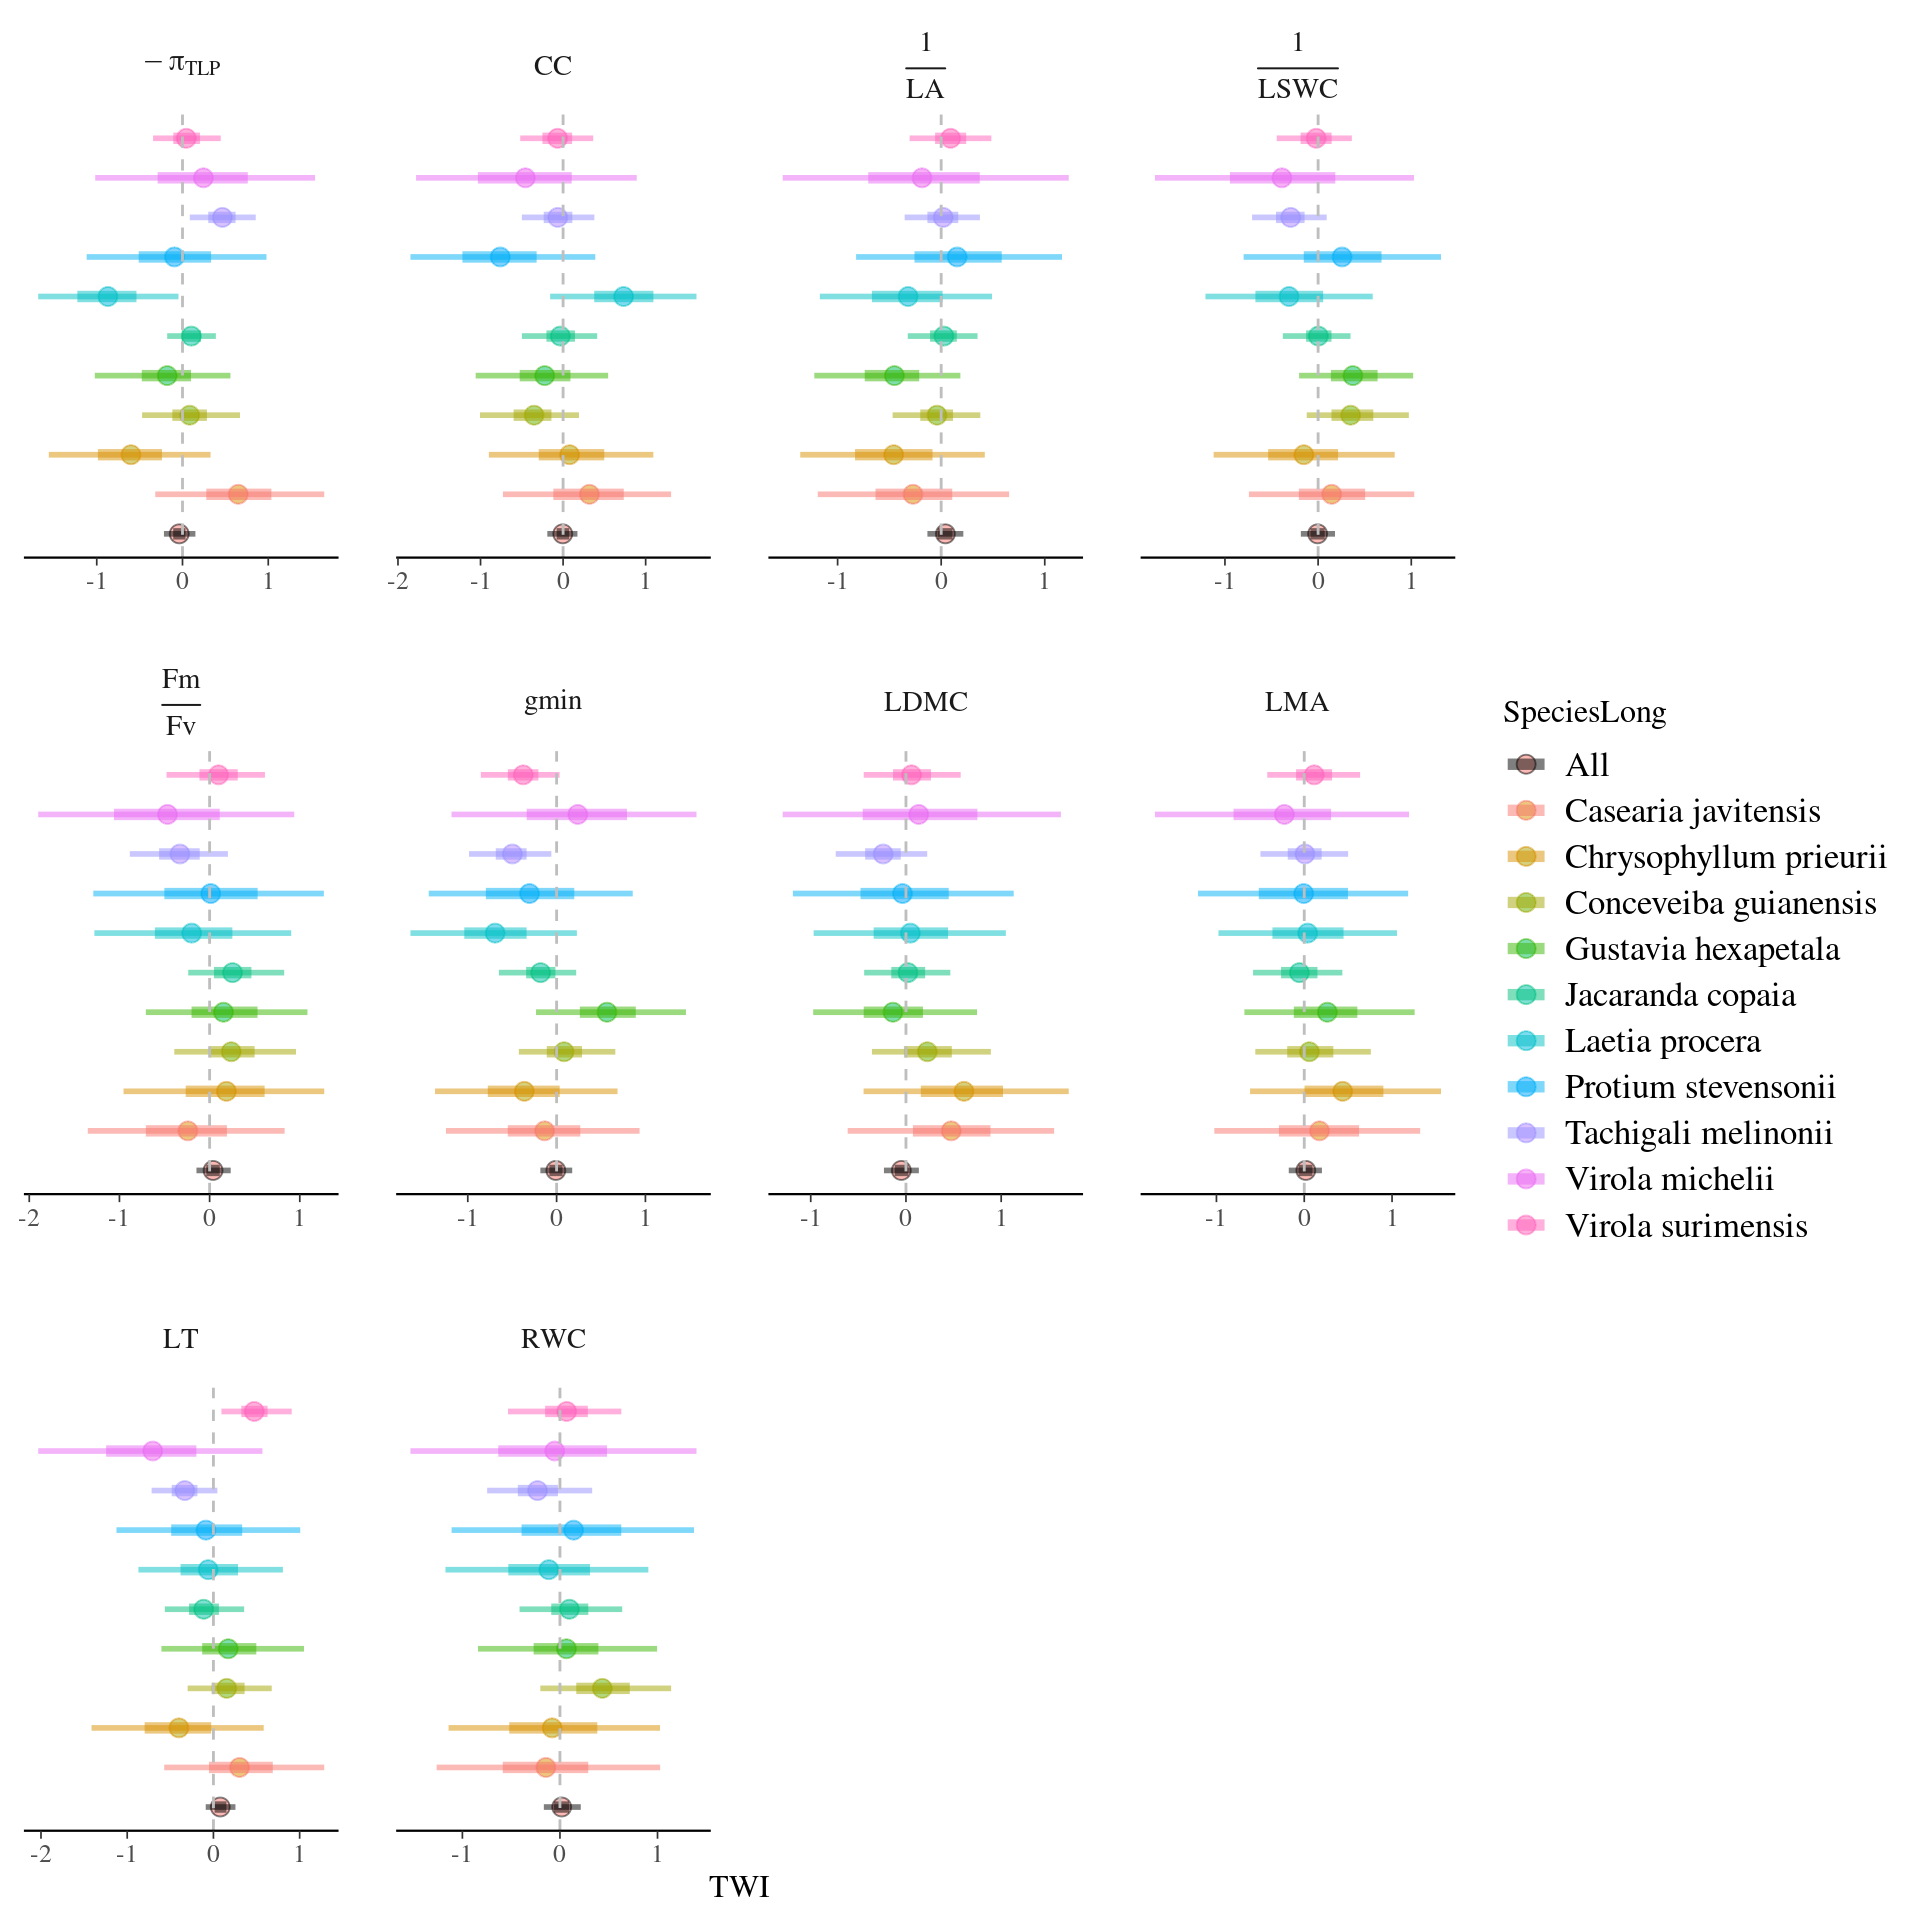 − πTLP
CC
1
LA
1
LSWC
-1 0 1
-2 -1 0 1
-1 0 1
-1 0 1
Fm
Fv
gmin
LDMC
LMA
-2 -1 0 1
-1 0 1
-1 0 1
-1 0 1
SpeciesLong
All
Casearia javitensis
Chrysophyllum prieurii
Conceveiba guianensis
Gustavia hexapetala
Jacaranda copaia
Laetia procera
Protium stevensonii
Tachigali melinonii
Virola michelii
Virola surimensis
LT
RWC
-2 -1 0 1
-1 0 1
TWI